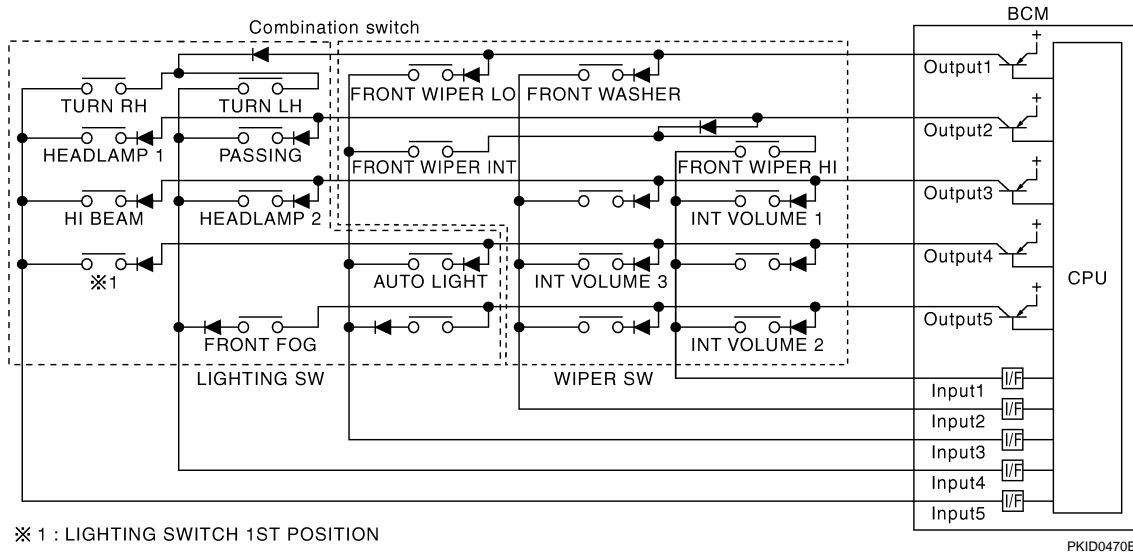 BCM
Combination switch
+
Output1
TURN RH
TURN LH
FRONT WIPER LO
FRONT WASHER
+
Output2
HEADLAMP 1
PASSING
FRONT WIPER INT
FRONT WIPER HI
+
Output3
HI BEAM
HEADLAMP 2
INT VOLUME 1
+
Output4
※1
AUTO LIGHT
INT VOLUME 3
CPU
+
Output5
FRONT FOG
INT VOLUME 2
LIGHTING SW
WIPER SW
I/F
Input1
I/F
Input2
I/F
Input3
I/F
Input4
I/F
Input5
※ 1 : LIGHTING SWITCH 1ST POSITION
PKID0470E